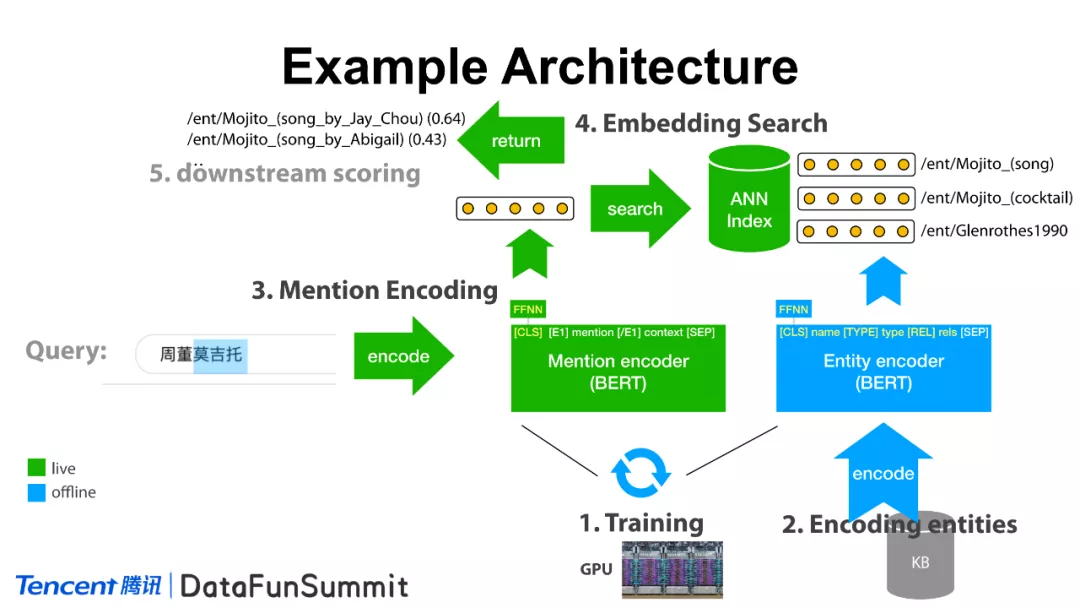 Example Architecture
/ent/Mojito_(song_by_Jay_Chou) (0.64)
/ent/Mojito_(song_by_Abigail) (0.43)
...
5. downstream scoring
return
4. Embedding Search
search
ANN
Index
/ent/Mojito_(song)
/ent/Mojito_(cocktail)
/ent/Glenrothes1990
3. Mention Encoding
Query:
周董莫吉托
encode
FFNN
[CLS] [E1] mention [/E1] context [SEP]
Mention encoder
(BERT)
FFNN
[CLS] name [TYPE] type [REL] rels [SEP]
Entity encoder
(BERT)
live
offline
1. Training
GPU
encode
2. Encoding entities
KB
Tencent 腾讯 | DataFunSummit